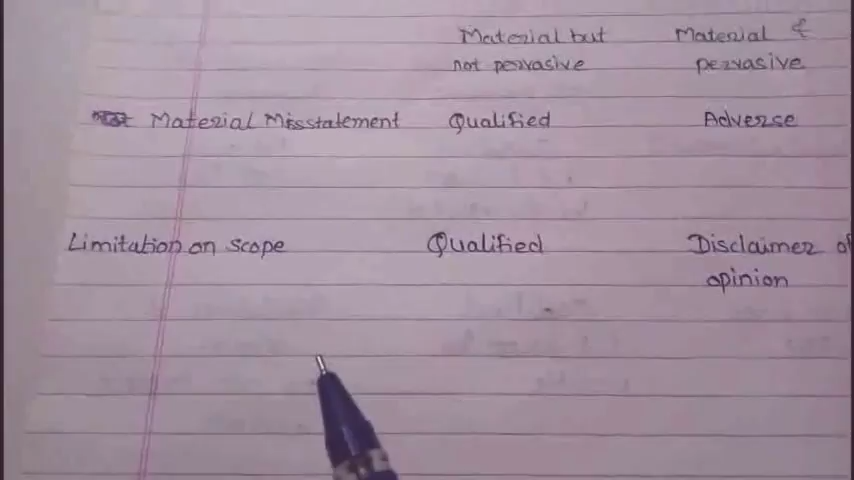 Material but Material &
not pervasive pervasive
Material Misstatement Qualified Adverse
Limitation on scope Qualified Disclaimer of
opinion